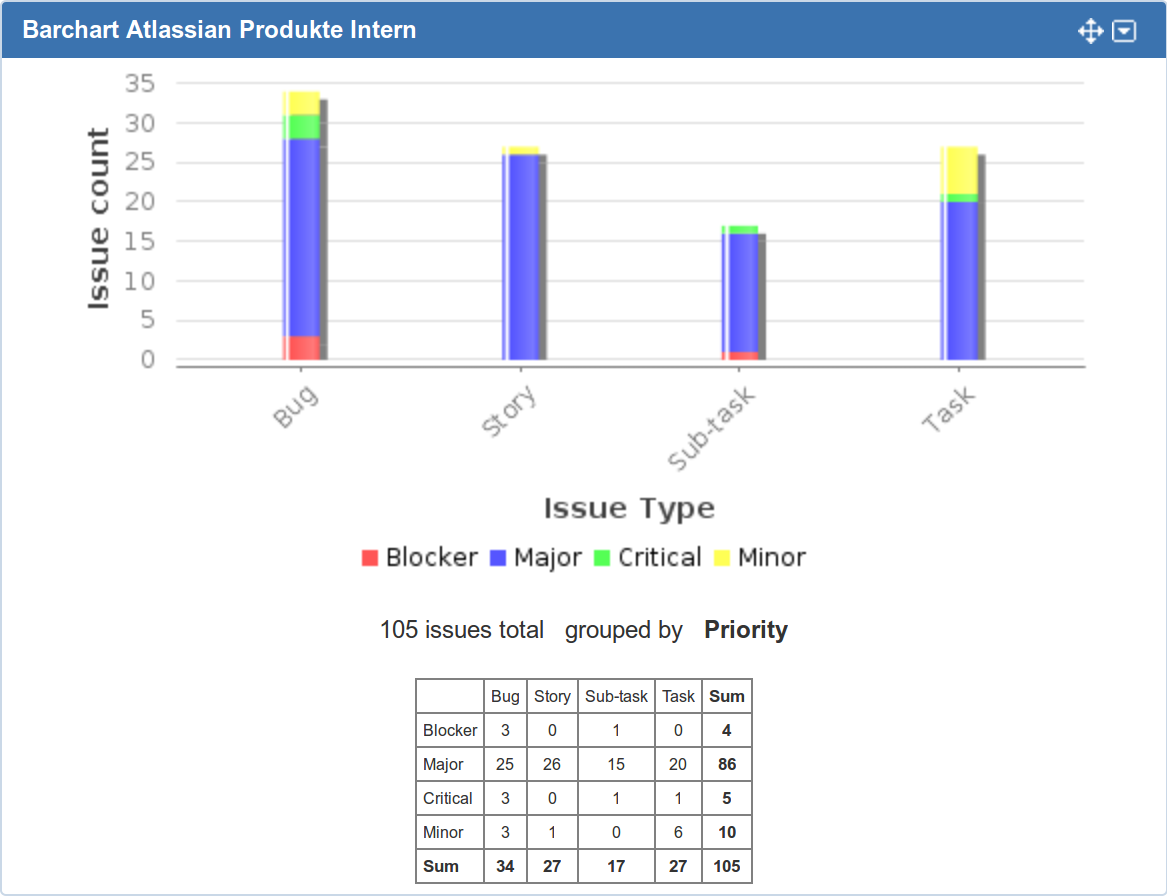 Barchart Atlassian Produkte Intern
35
30
25
20
15
10
5
0
Issue count
Bug Story Sub-task Task
Issue Type
Blocker Major Critical Minor
105 issues total grouped by Priority
Bug Story Sub-task Task Sum
Blocker 3 0 1 0 4
Major 25 26 15 20 86
Critical 3 0 1 1 5
Minor 3 1 0 6 10
Sum 34 27 17 27 105